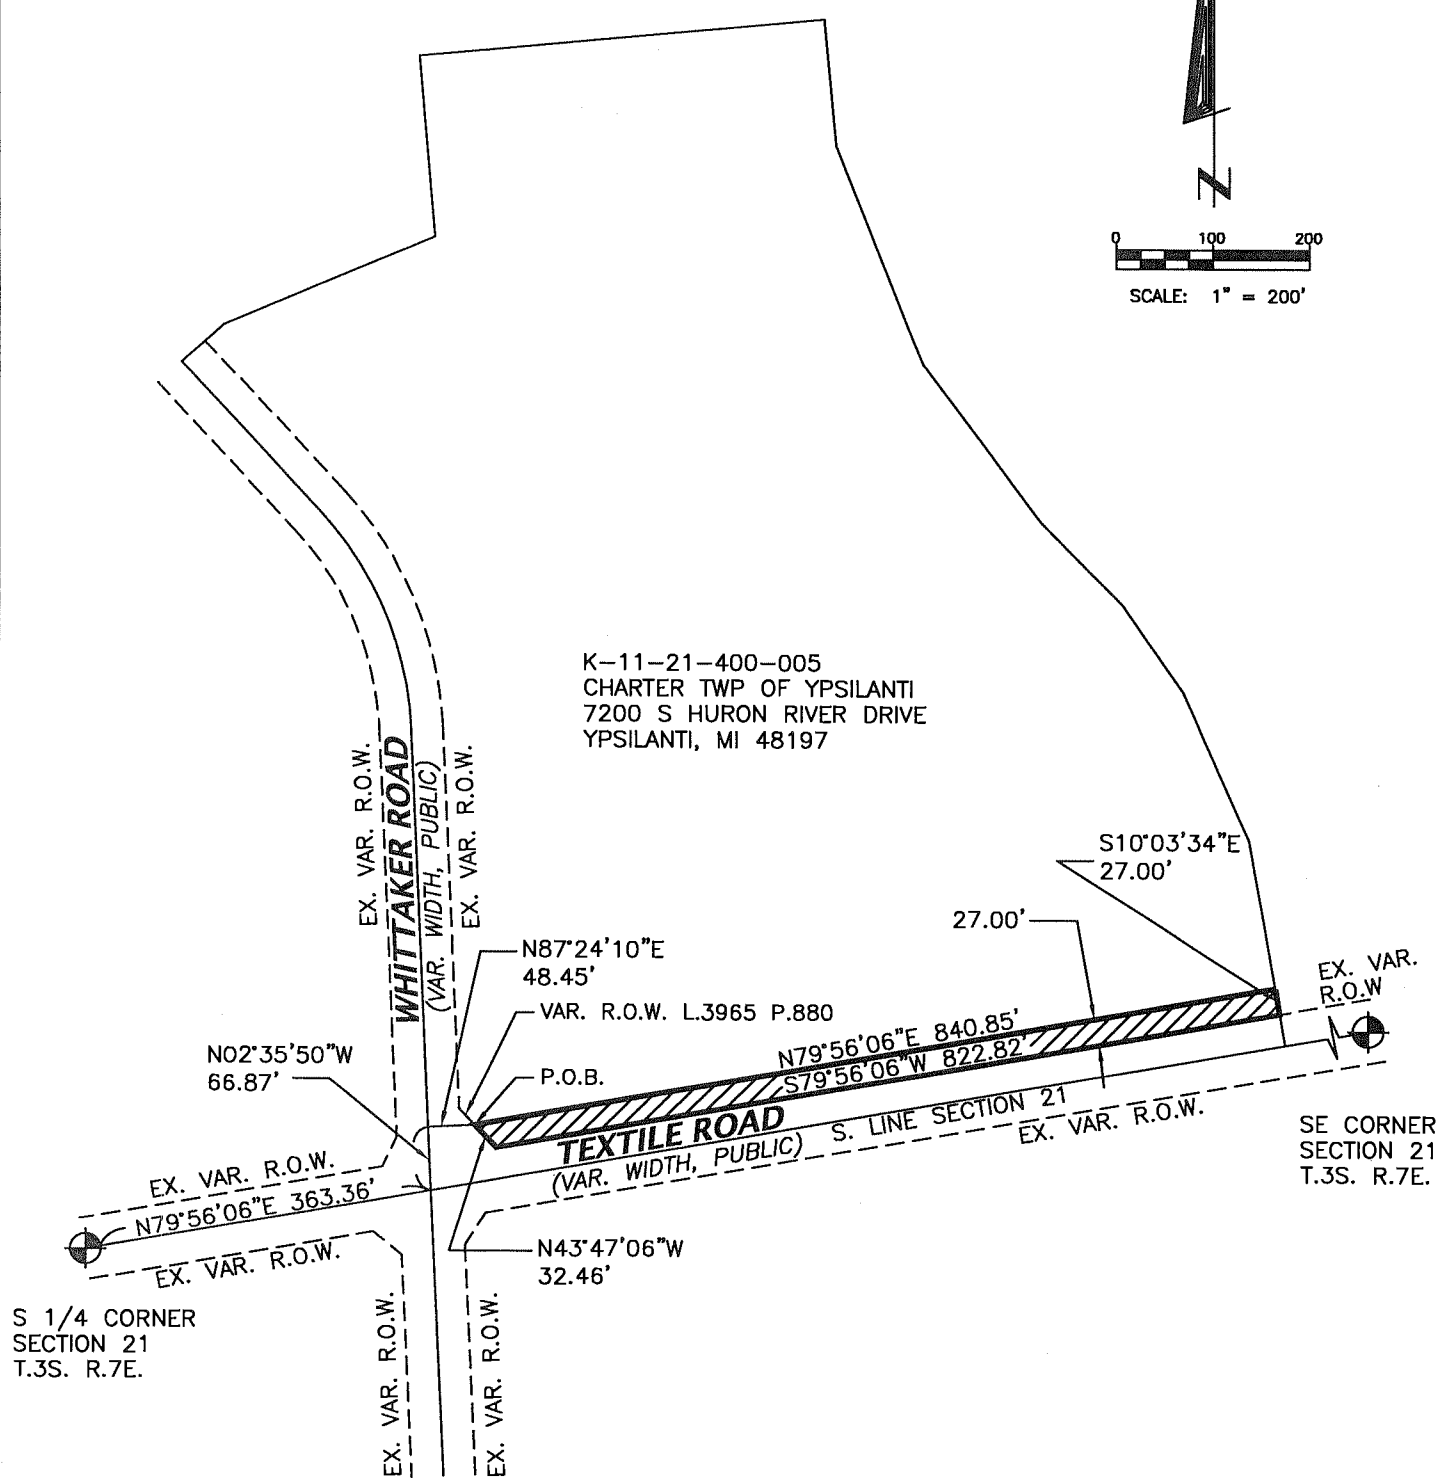 N
0 100 200
SCALE: 1" = 200'
K-11-21-400-005
CHARTER TWP OF YPSILANTI
7200 S HURON RIVER DRIVE
YPSILANTI, MI 48197
EX. VAR. R.O.W.
WHITTAKER ROAD
(VAR. WIDTH, PUBLIC)
EX. VAR. R.O.W.
S10°03'34"E
27.00'
27.00'
N87°24'10"E
48.45'
VAR. R.O.W. L.3965 P.880
EX. VAR.
R.O.W
N02°35'50"W
66.87'
P.O.B.
N79°56'06"E 840.85'
S79°56'06"W 822.82'
TEXTILE ROAD
(VAR. WIDTH, PUBLIC)
S. LINE SECTION 21
EX. VAR. R.O.W.
SE CORNER
SECTION 21
T.3S. R.7E.
EX. VAR. R.O.W.
N79°56'06"E 363.36'
EX. VAR. R.O.W.
N43°47'06"W
32.46'
S 1/4 CORNER
SECTION 21
T.3S. R.7E.
EX. VAR. R.O.W.
EX. VAR. R.O.W.